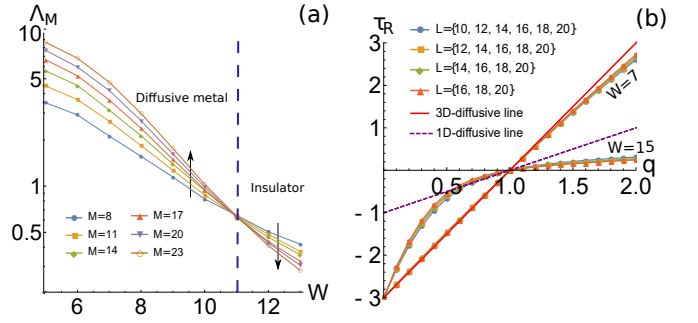 Λ_M
(a)
10
5
1
0.5
Diffusive metal
Insulator
M=8
M=17
M=11
M=20
M=14
M=23
6
8
10
12
W
τ_R
(b)
3
2
1
0
- 1
- 2
- 3
L={10, 12, 14, 16, 18, 20}
L={12, 14, 16, 18, 20}
L={14, 16, 18, 20}
L={16, 18, 20}
3D-diffusive line
1D-diffusive line
W=7
W=15
q
0.5
1.0
1.5
2.0